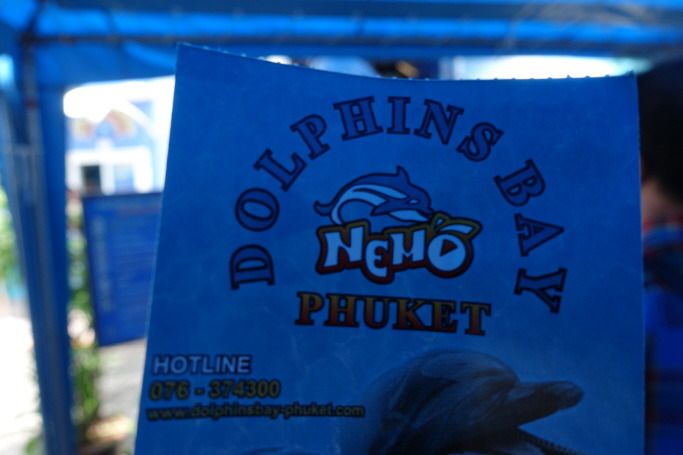 DOLPHINS BAY
NEMO
PHUKET
HOTLINE
076 - 374300
www.dolphinsbay-phuket.com